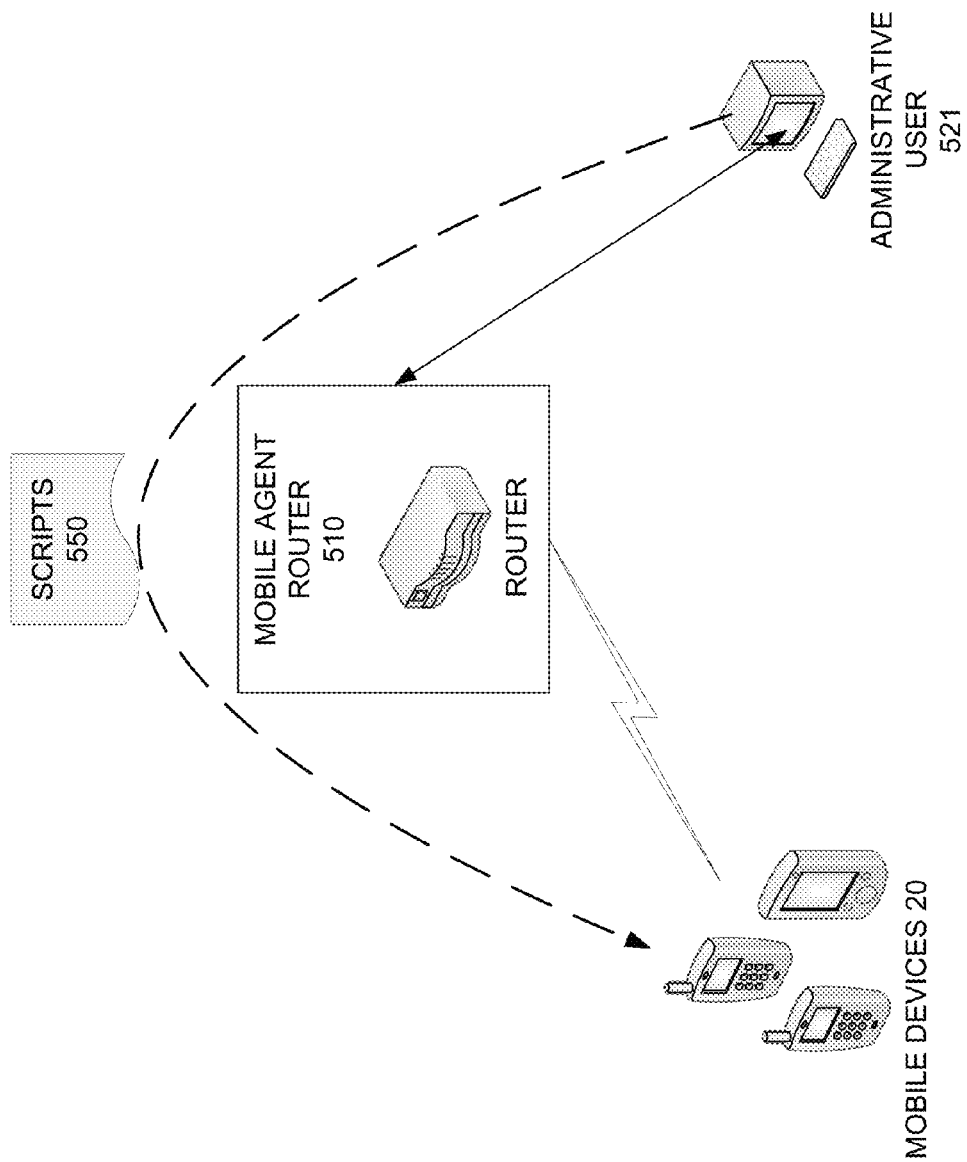 SCRIPTS
550
MOBILE AGENT
ROUTER
510
ROUTER
MOBILE DEVICES 20
ADMINISTRATIVE
USER
521